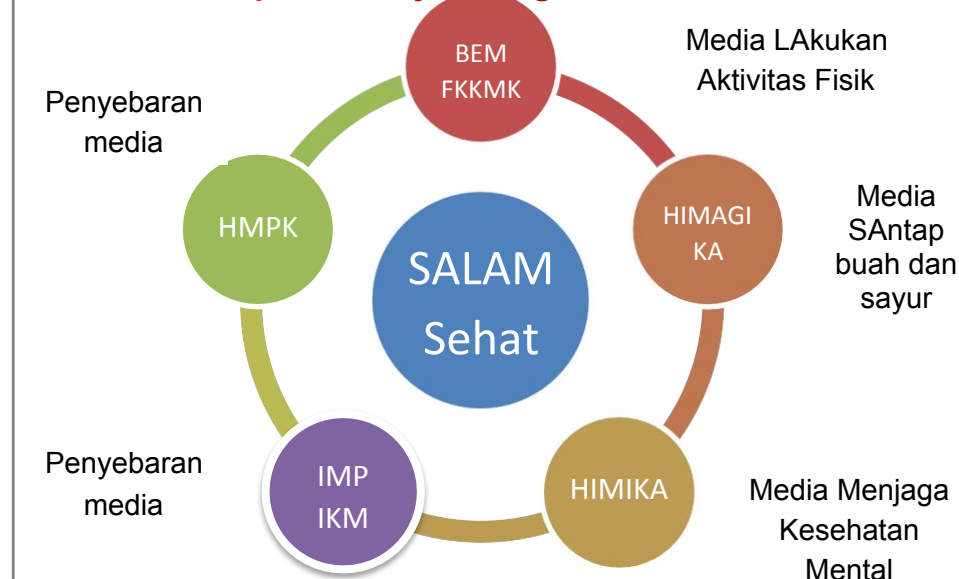 BEM
FKKMK
Media LAkukan
Aktivitas Fisik
HIMAGI
KA
Media
SAntap
buah dan
sayur
HIMIKA
Media Menjaga
Kesehatan
Mental
IMP
IKM
Penyebaran
media
HMPK
Penyebaran
media
SALAM
Sehat